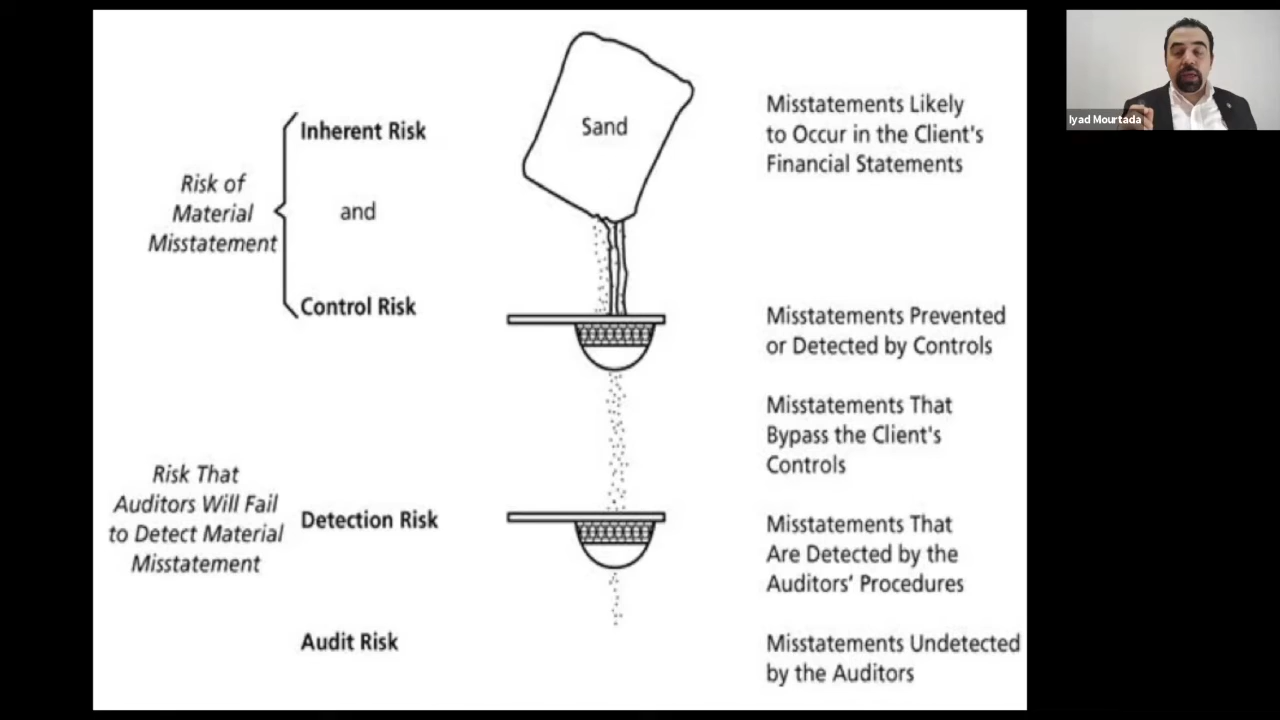 Inherent Risk
and
Control Risk
Risk of
Material
Misstatement
Sand
Misstatements Likely
to Occur in the Client's
Financial Statements
Misstatements Prevented
or Detected by Controls
Misstatements That
Bypass the Client's
Controls
Risk That
Auditors Will Fail
to Detect Material
Misstatement
Detection Risk
Misstatements That
Are Detected by the
Auditors' Procedures
Audit Risk
Misstatements Undetected
by the Auditors
Iyad Mourtada